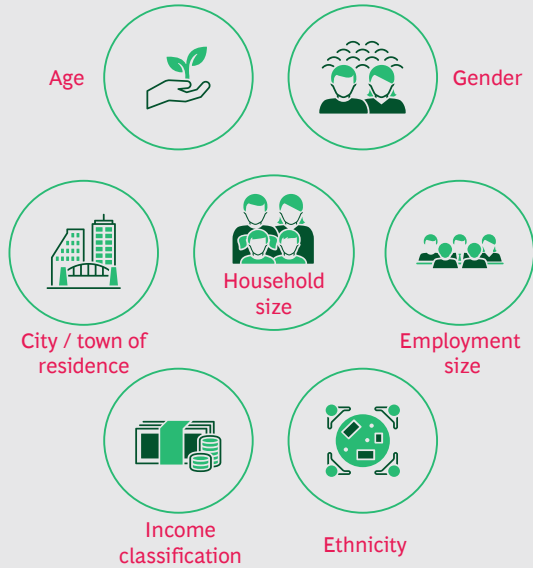 Age
Gender
Household
size
City / town of
residence
Employment
size
Income
classification
Ethnicity